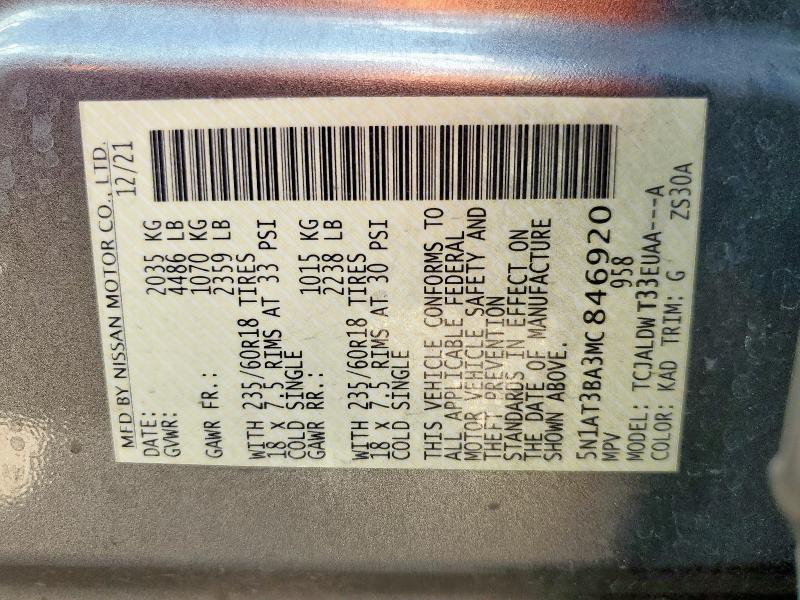 MFD BY NISSAN MOTOR CO., LTD.
DATE: 12/21
GVWR: 2035 KG
4486 LB
GAWR FR.: 1070 KG
2359 LB
WITH 235/60R18 TIRES
18 X 7.5 RIMS AT 33 PSI
COLD SINGLE
GAWR RR.: 1015 KG
2238 LB
WITH 235/60R18 TIRES
18 X 7.5 RIMS AT 30 PSI
COLD SINGLE
THIS VEHICLE CONFORMS TO
ALL APPLICABLE FEDERAL
MOTOR VEHICLE SAFETY AND
THEFT PREVENTION
STANDARDS IN EFFECT ON
THE DATE OF MANUFACTURE
SHOWN ABOVE.
5N1AT3BA3MC846920
MPV 958
MODEL: TCJALDW T33EUAA---A
COLOR: KAD TRIM: G ZS30A